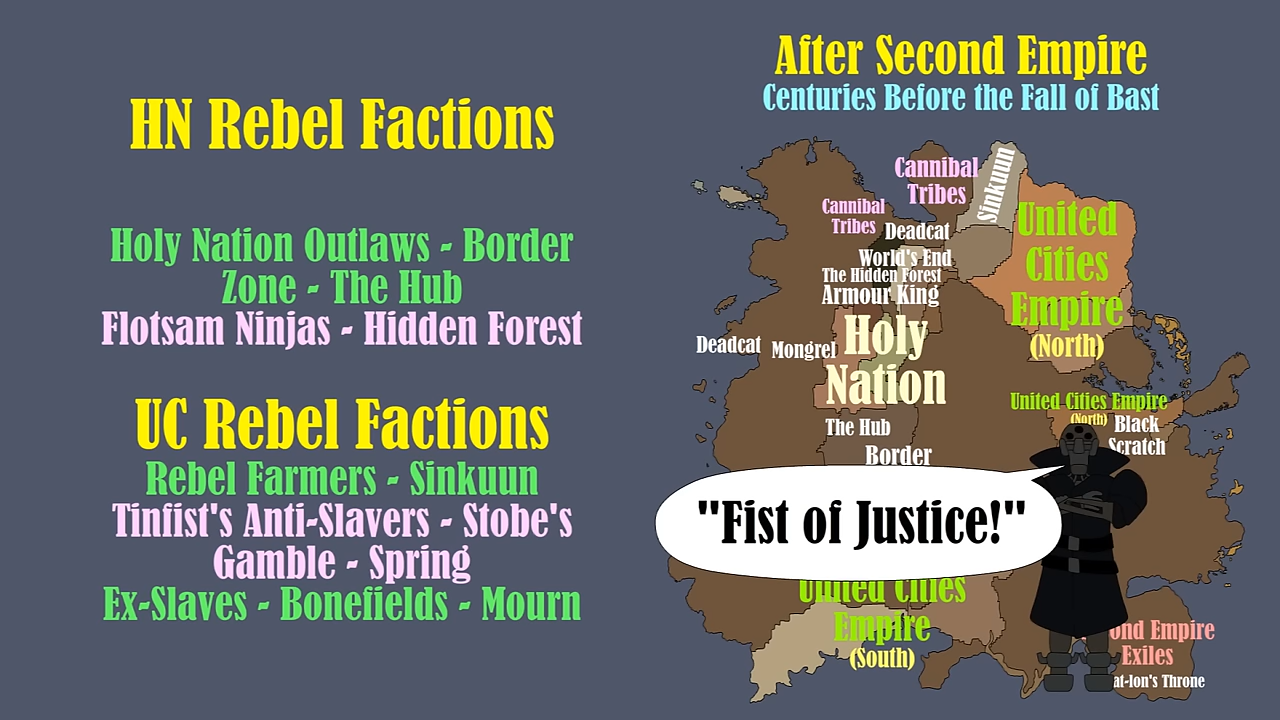 HN Rebel Factions
Holy Nation Outlaws - Border
Zone - The Hub
Flotsam Ninjas - Hidden Forest
UC Rebel Factions
Rebel Farmers - Sinkuun
Tinfist's Anti-Slavers - Stobe's
Gamble - Spring
Ex-Slaves - Bonefields - Mourn
After Second Empire
Centuries Before the Fall of Bast
Cannibal
Tribes
Sinkuun
Cannibal
Tribes
Deadcat
World's End
The Hidden Forest
Armour King
United
Cities
Empire
(North)
Holy
Nation
Deadcat
Mongrel
United Cities Empire
(North)
Black
Scratch
The Hub
Border
"Fist of Justice!"
United Cities
Empire
(South)
Empire
Exiles
Throne